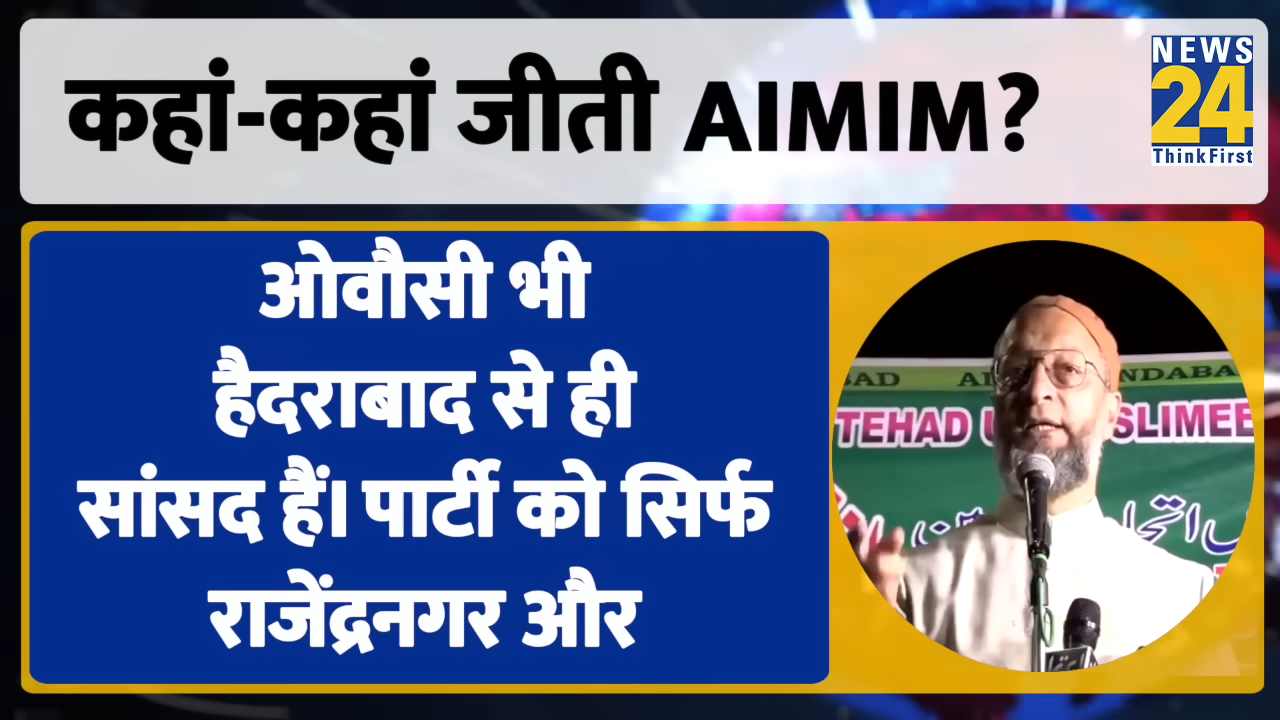 कहां-कहां जीती AIMIM?
NEWS
24
ThinkFirst
ओवौसी भी
हैदराबाद से ही
सांसद हैं। पार्टी को सिर्फ
राजेंद्रनगर और